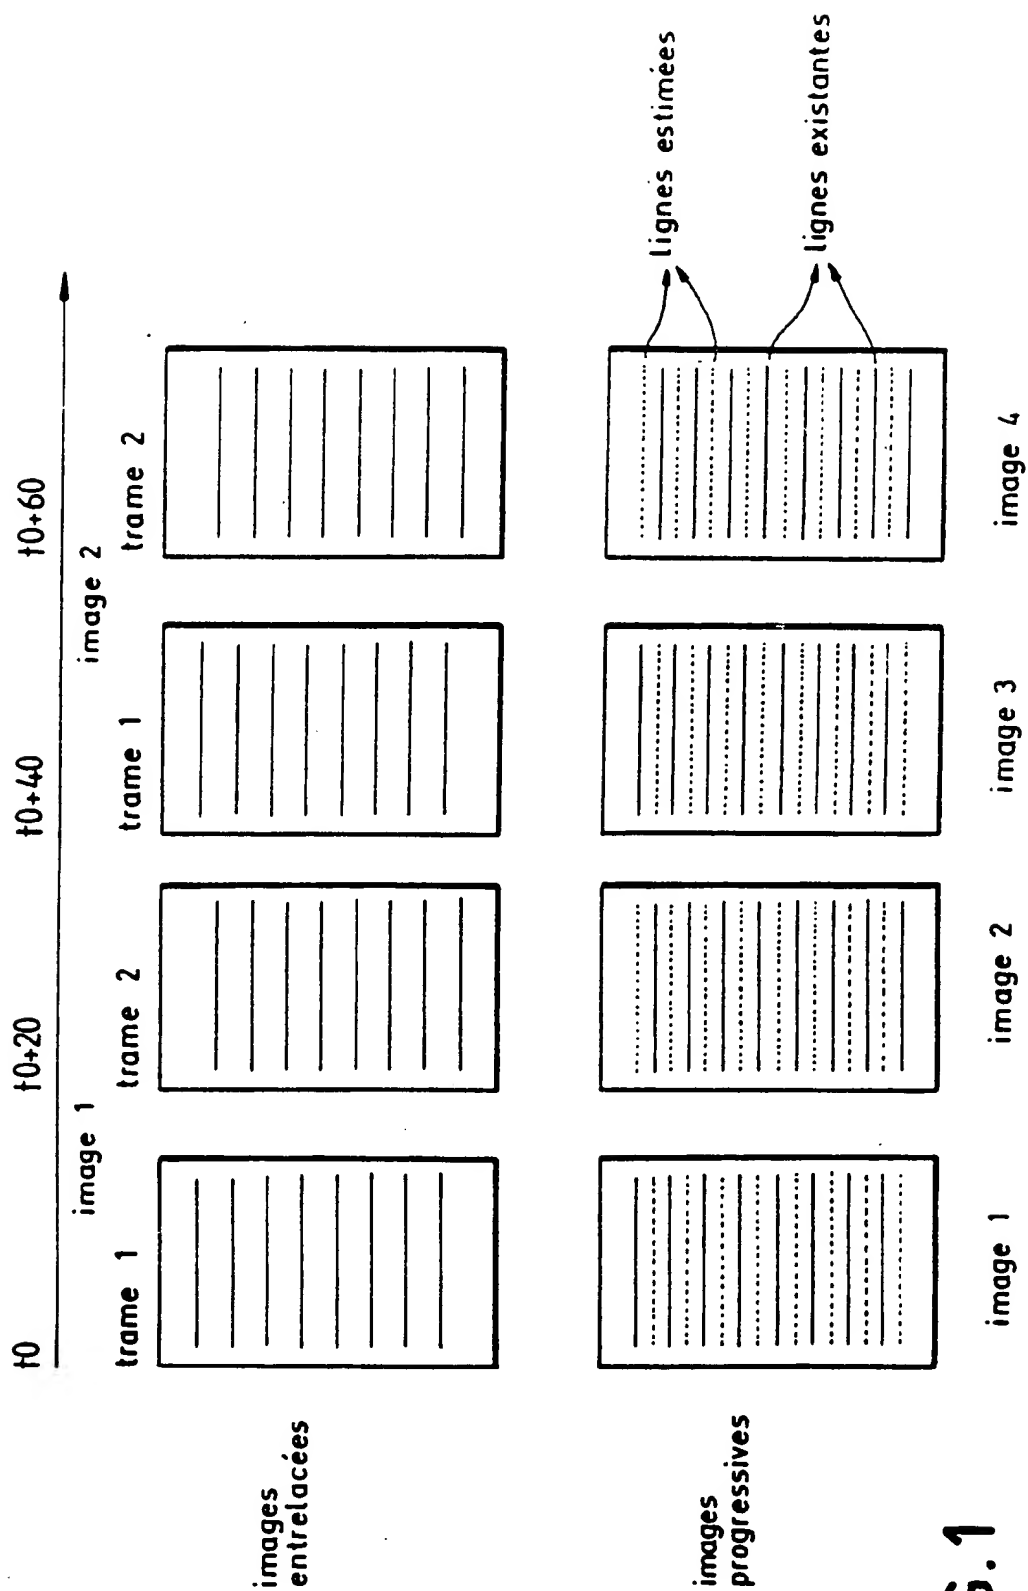 t0 t0+20 t0+40 t0+60
image 1 image 2
trame 1 trame 2 trame 1 trame 2
images
entrelacées
lignes estimées
lignes existantes
images
progressives
image 1 image 2 image 3 image 4
.1